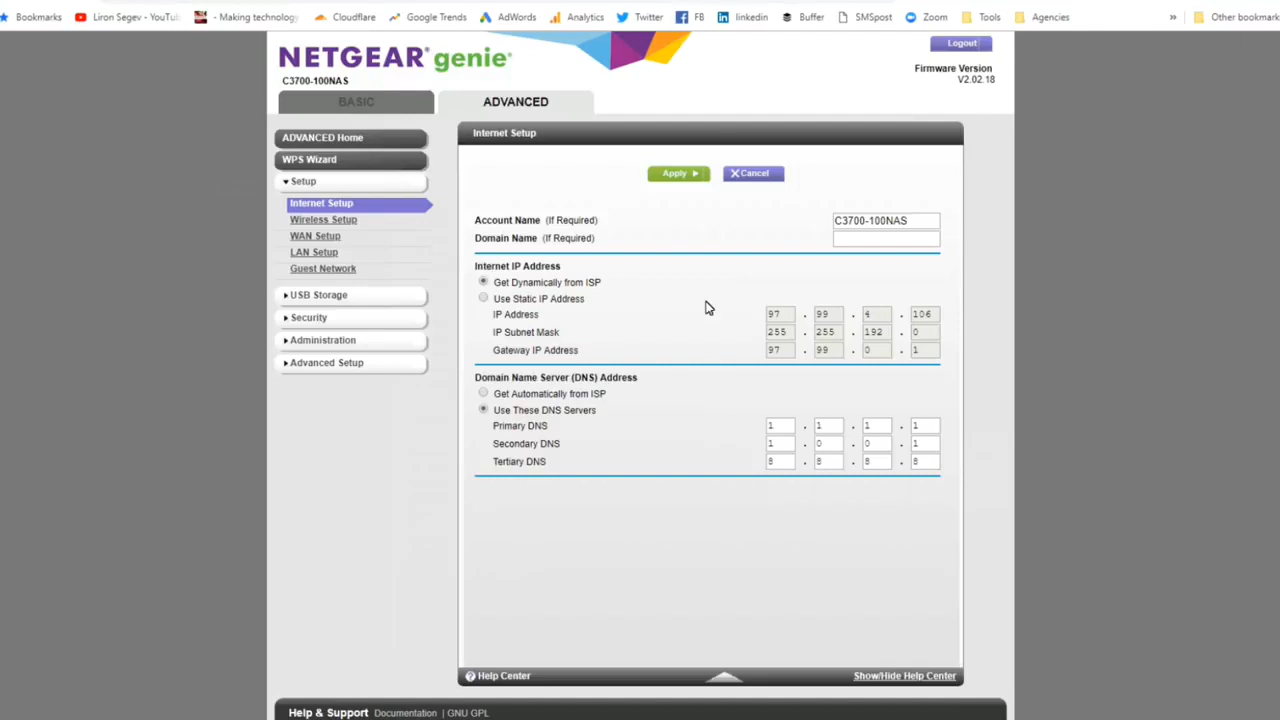 Bookmarks Liron Segev - YouTu - Making technology Cloudflare Google Trends AdWords Analytics Twitter FB linkedin Buffer SMSpost Zoom Tools Agencies » Other bookmark
NETGEAR® genie®
Logout
Firmware Version
V2.02.18
C3700-100NAS
BASIC ADVANCED
ADVANCED Home
WPS Wizard
Setup
Internet Setup
Wireless Setup
WAN Setup
LAN Setup
Guest Network
USB Storage
Security
Administration
Advanced Setup
Internet Setup
Apply Cancel
Account Name (If Required) C3700-100NAS
Domain Name (If Required)
Internet IP Address
Get Dynamically from ISP
Use Static IP Address
IP Address 97 . 99 . 4 . 106
IP Subnet Mask 255 . 255 . 192 . 0
Gateway IP Address 97 . 99 . 0 . 1
Domain Name Server (DNS) Address
Get Automatically from ISP
Use These DNS Servers
Primary DNS 1 . 1 . 1 . 1
Secondary DNS 1 . 0 . 0 . 1
Tertiary DNS 8 . 8 . 8 . 8
Help Center Show/Hide Help Center
Help & Support Documentation | GNU GPL